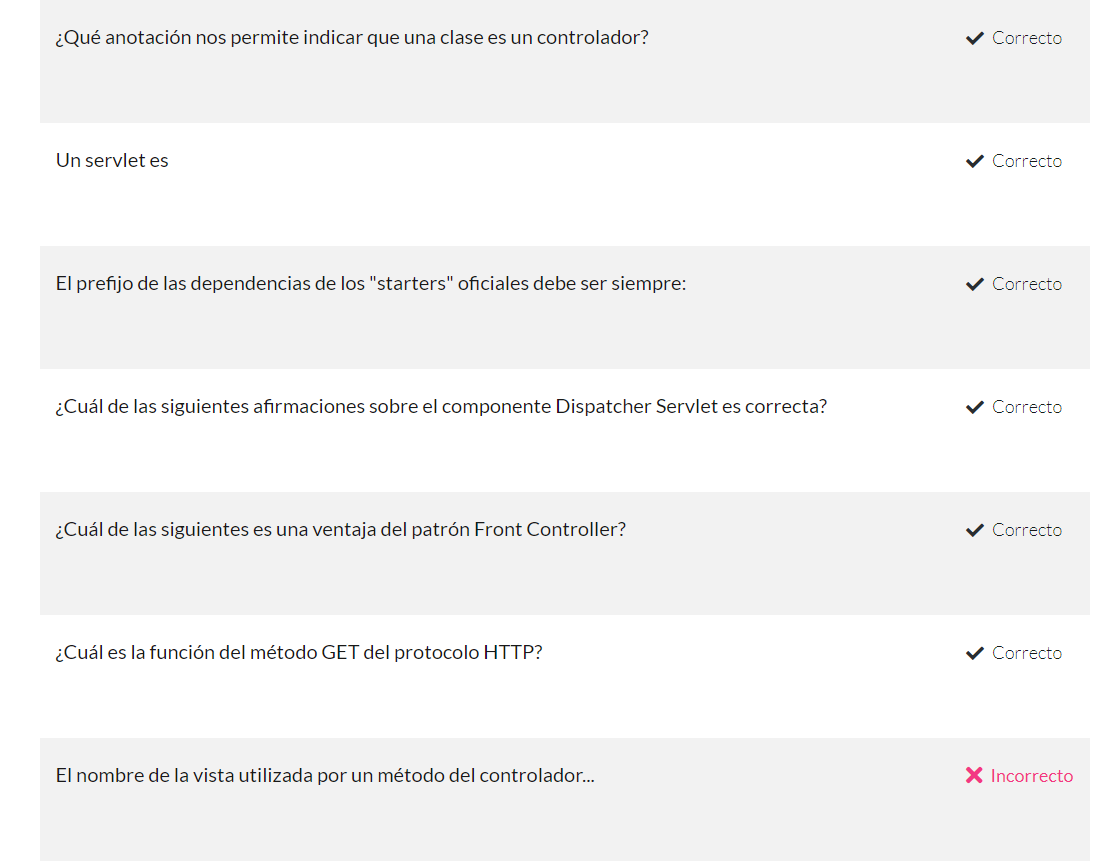 ¿Qué anotación nos permite indicar que una clase es un controlador? Correcto
Un servlet es Correcto
El prefijo de las dependencias de los "starters" oficiales debe ser siempre: Correcto
¿Cuál de las siguientes afirmaciones sobre el componente Dispatcher Servlet es correcta? Correcto
¿Cuál de las siguientes es una ventaja del patrón Front Controller? Correcto
¿Cuál es la función del método GET del protocolo HTTP? Correcto
El nombre de la vista utilizada por un método del controlador... Incorrecto